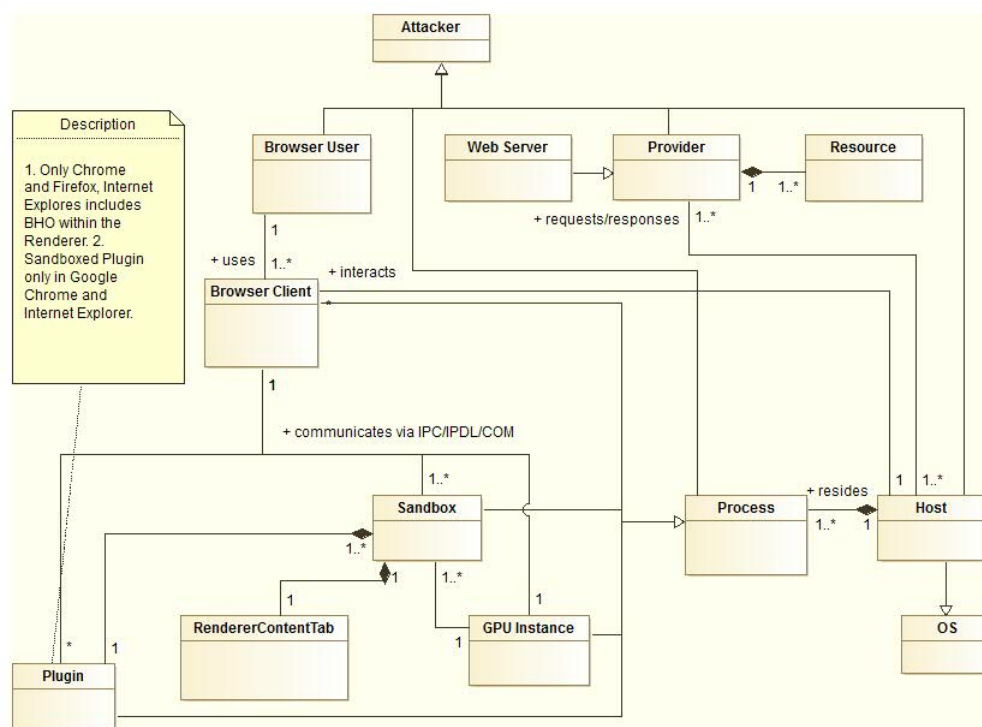 Attacker
Description
1. Only Chrome
and Firefox, Internet
Explores includes
BHO within the
Renderer. 2.
Sandboxed Plugin
only in Google
Chrome and
Internet Explorer.
Browser User
Web Server
Provider
Resource
1
1..*
+ requests/responses
1..*
1
+ uses
1..*
+ interacts
Browser Client
*
1
+ communicates via IPC/IPDL/COM
1..*
1
1..*
+ resides
Sandbox
Process
Host
1..*
1
1..*
1
1..*
1
1
1
RendererContentTab
GPU Instance
OS
1
*
1
Plugin